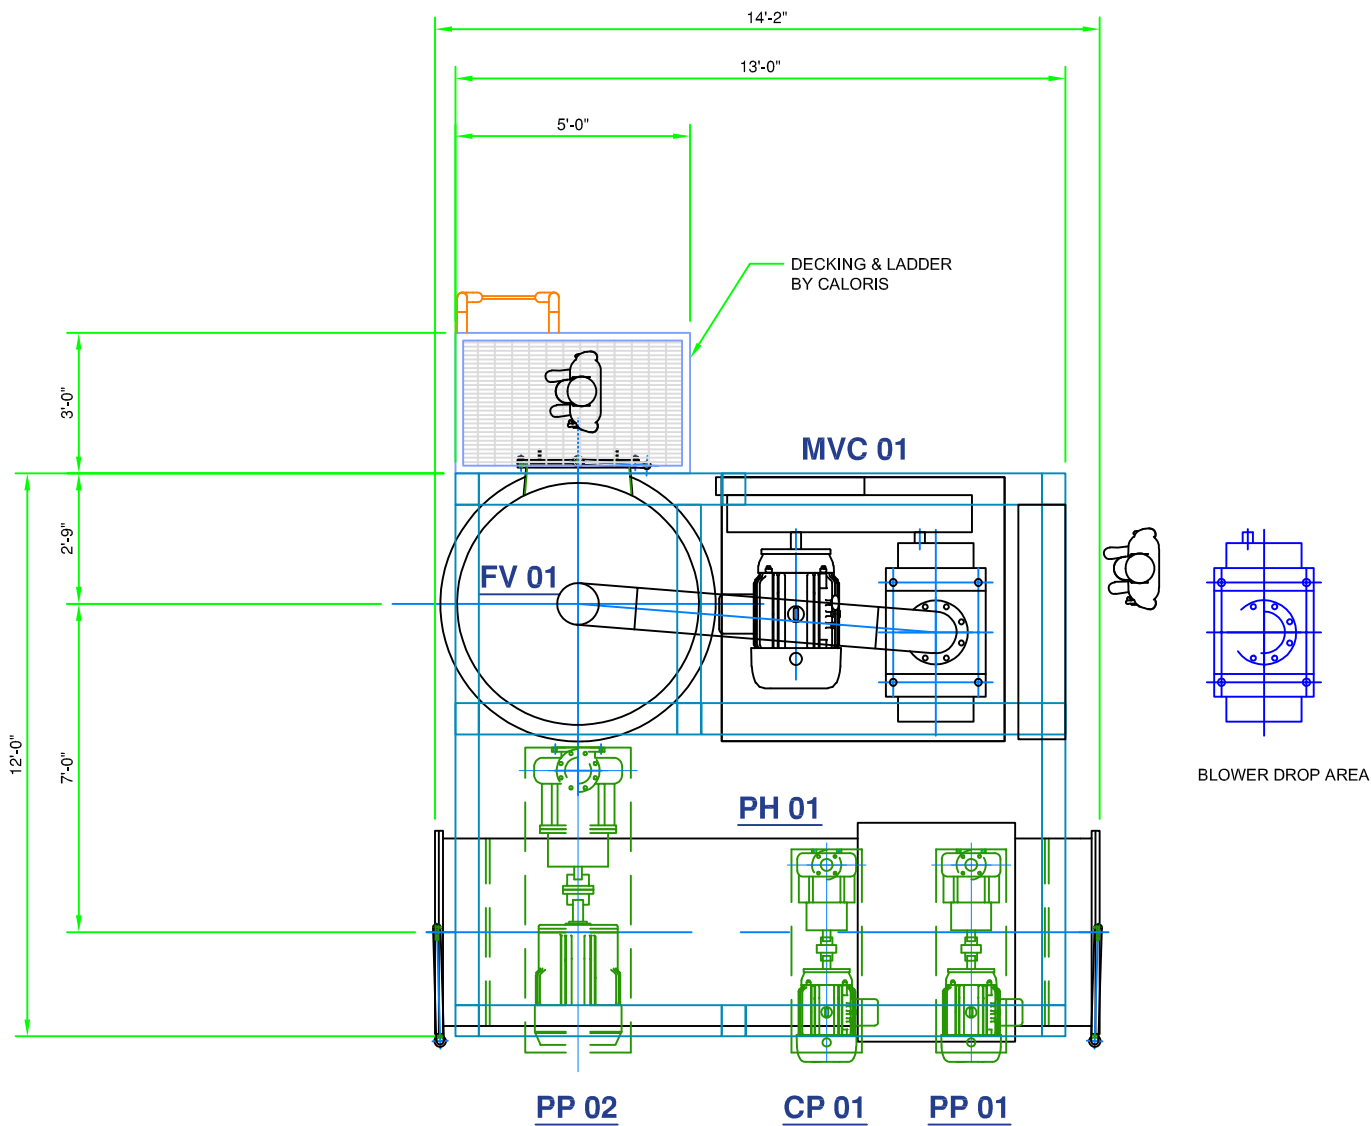 14'-2"
13'-0"
5'-0"
DECKING & LADDER
BY CALORIS
3'-0"
MVC 01
2'-9"
FV 01
12'-0"
7'-0"
BLOWER DROP AREA
PH 01
PP 02
CP 01
PP 01